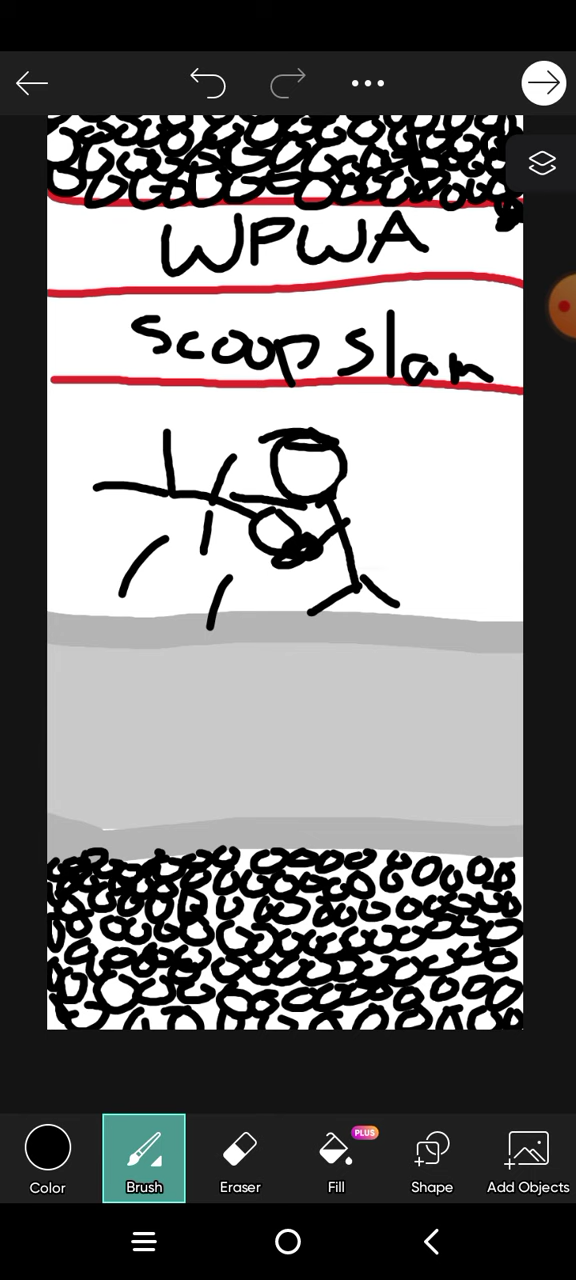 WPWA
scoop slam
PLUS
Color
Brush
Eraser
Fill
Shape
Add Objects